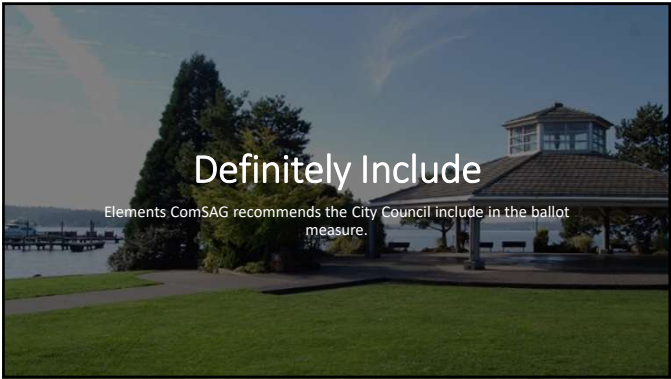 Definitely Include
Elements ComSAG recommends the City Council include in the ballot
measure.